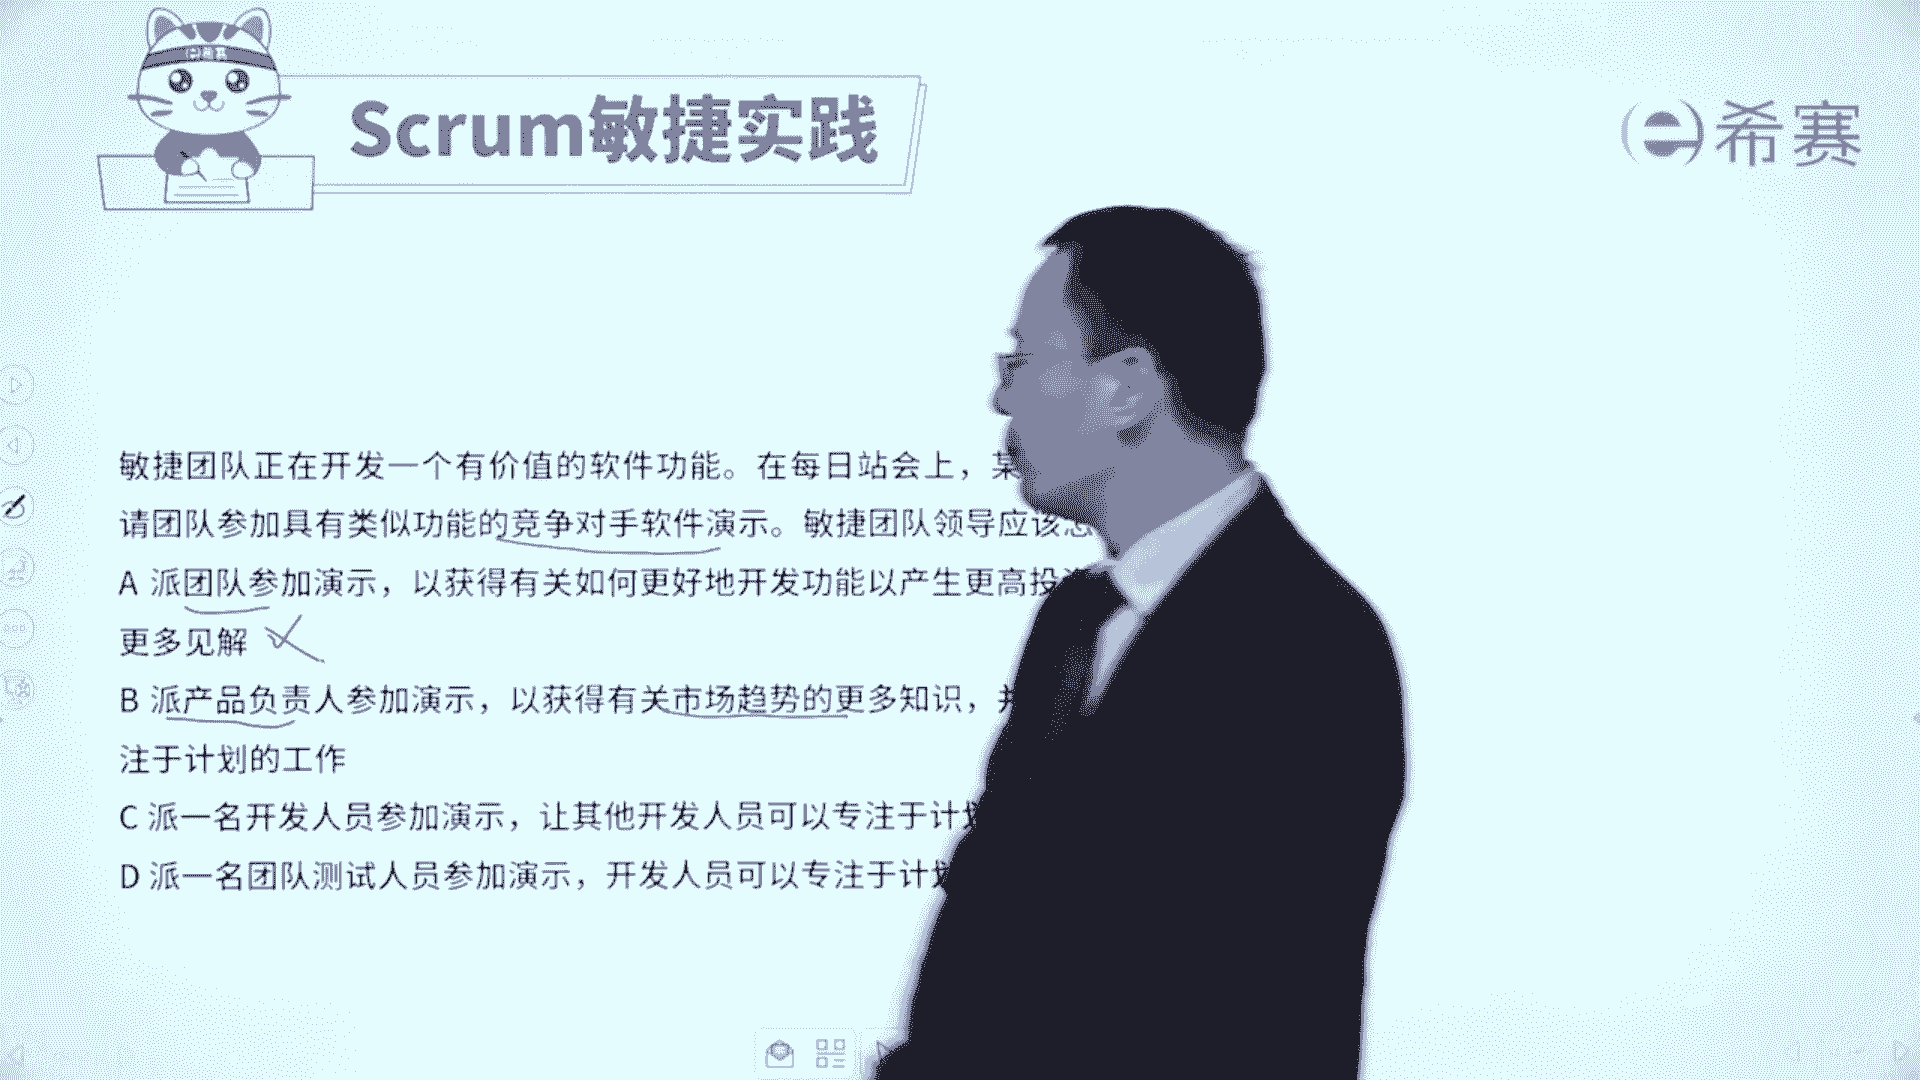 Scrum敏捷实践
希赛
敏捷团队正在开发一个有价值的软件功能。在每日站会上，某
请团队参加具有类似功能的竞争对手软件演示。敏捷团队领导应该怎
A 派团队参加演示，以获得有关如何更好地开发功能以产生更高投
更多见解
B 派产品负责人参加演示，以获得有关市场趋势的更多知识，并
注于计划的工作
C 派一名开发人员参加演示，让其他开发人员可以专注于计划
D 派一名团队测试人员参加演示，开发人员可以专注于计划